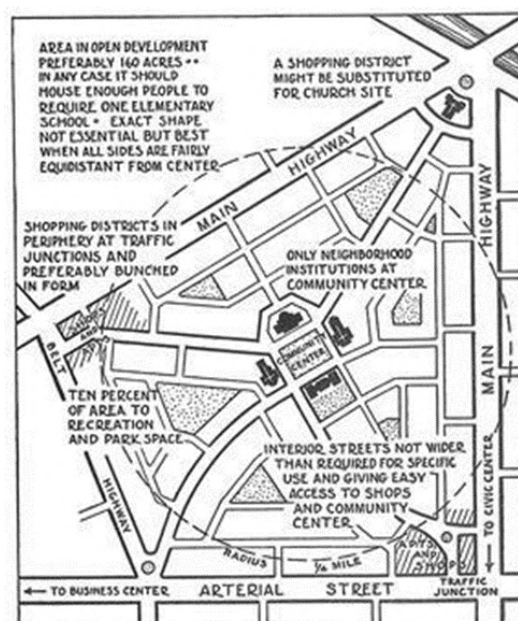 AREA IN OPEN DEVELOPMENT
PREFERABLY 160 ACRES **
IN ANY CASE IT SHOULD
HOUSE ENOUGH PEOPLE TO
REQUIRE ONE ELEMENTARY
SCHOOL * EXACT SHAPE
NOT ESSENTIAL BUT BEST
WHEN ALL SIDES ARE FAIRLY
EQUIDISTANT FROM CENTER
A SHOPPING DISTRICT
MIGHT BE SUBSTITUTED
FOR CHURCH SITE
MAIN HIGHWAY
SHOPPING DISTRICTS IN
PERIPHERY AT TRAFFIC
JUNCTIONS AND
PREFERABLY BUNCHED
IN FORM
ONLY NEIGHBORHOOD
INSTITUTIONS AT
COMMUNITY CENTER
MAIN HIGHWAY
SHOPS
AND
COMMUNITY
CENTER
BELT HIGHWAY
TEN PERCENT
OF AREA TO
RECREATION
AND PARK SPACE
INTERIOR STREETS NOT WIDER
THAN REQUIRED FOR SPECIFIC
USE AND GIVING EASY
ACCESS TO SHOPS
AND COMMUNITY
CENTER
TO CIVIC CENTER
APTS
AND
SHOPS
RADIUS 1/4 MILE
TRAFFIC
JUNCTION
TO BUSINESS CENTER
ARTERIAL STREET